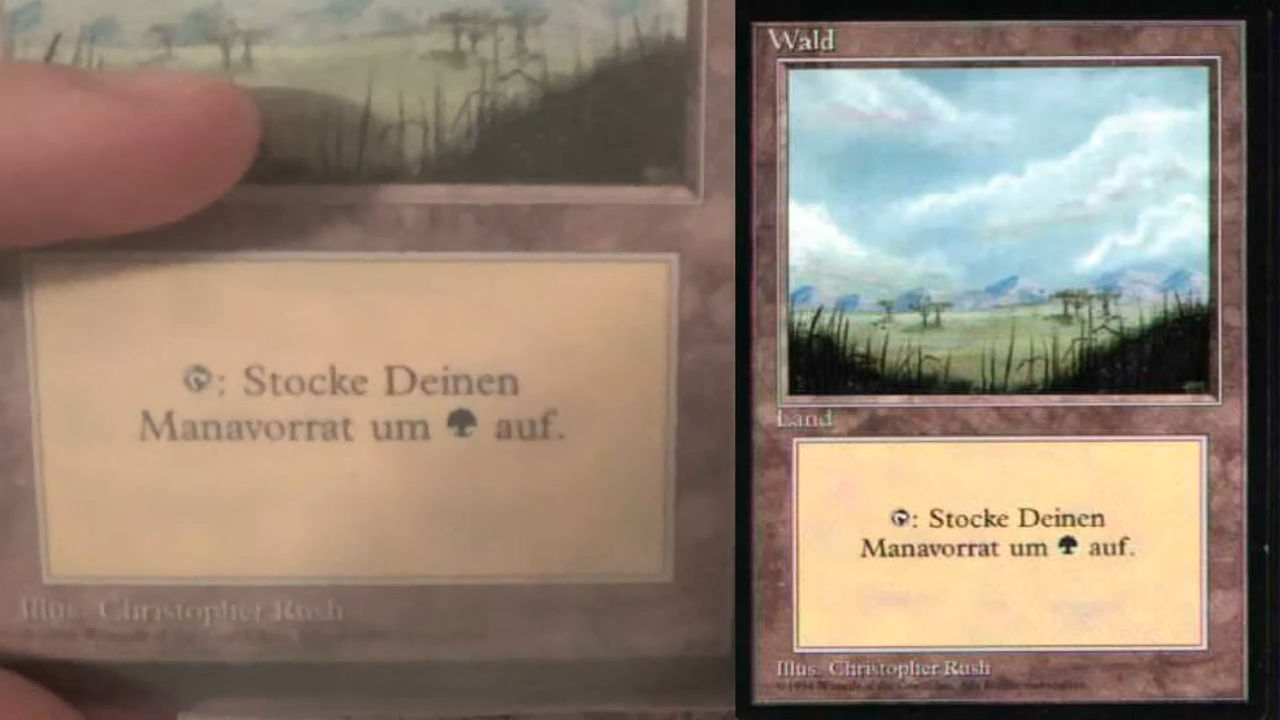 : Stocke Deinen
Manavorrat um auf.
Illus. Christopher Rush
Wald
Land
: Stocke Deinen
Manavorrat um auf.
Illus. Christopher Rush